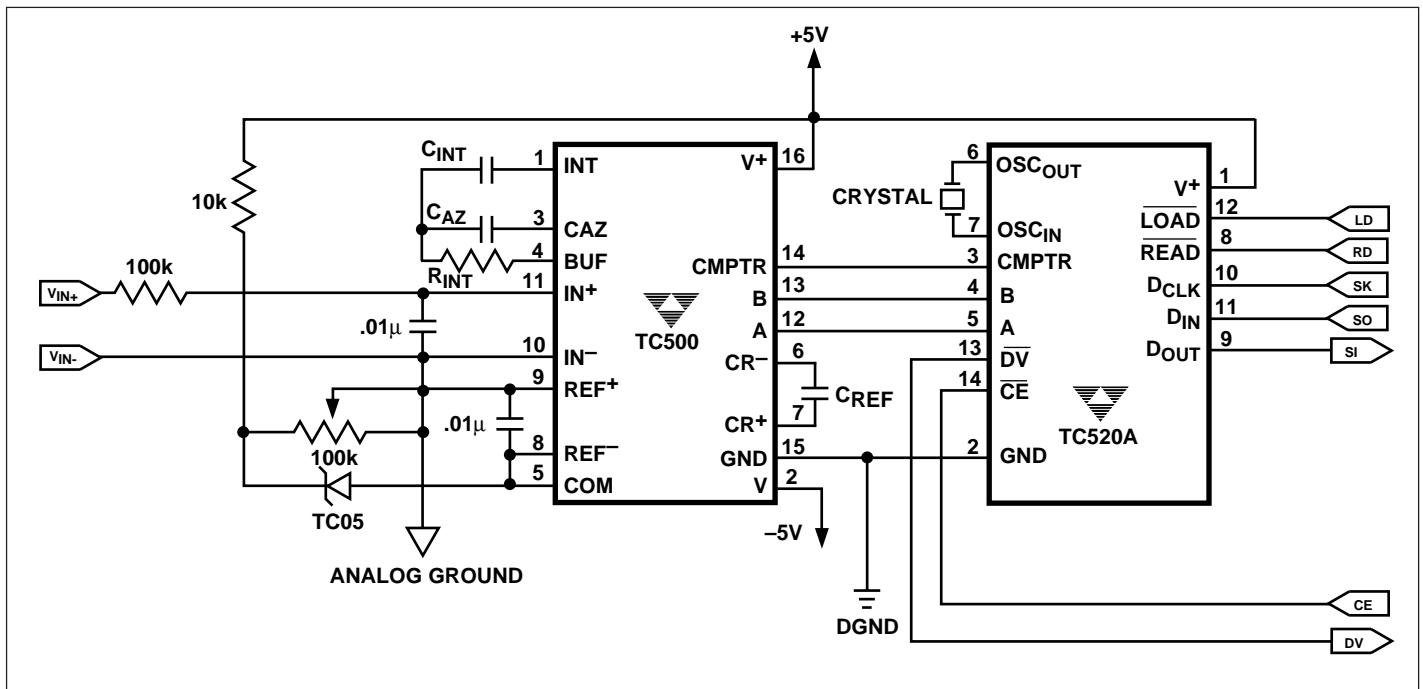 +5V
C_INT
1
INT
V+
16
6
OSC_OUT
V+
1
10k
CRYSTAL
C_AZ
3
CAZ
7
OSC_IN
LOAD
12
LD
4
BUF
R_INT
CMPTR
14
3
CMPTR
READ
8
RD
100k
V_IN+
11
IN+
B
13
4
B
D_CLK
10
SK
.01μ
TC500
A
12
5
A
D_IN
11
SO
V_IN-
10
IN–
CR–
6
13
DV
D_OUT
9
SI
9
REF+
C_REF
14
CE
.01μ
CR+
7
TC520A
100k
8
REF–
GND
15
2
GND
5
COM
V
2
TC05
–5V
ANALOG GROUND
DGND
CE
DV